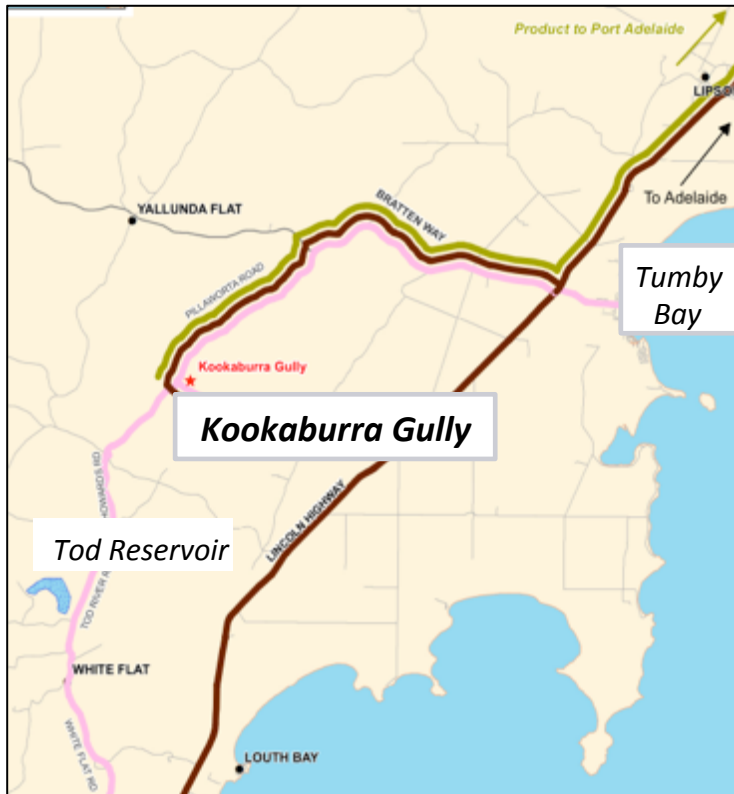 Product to Port Adelaide
LIPSO
To Adelaide
BRATTEN WAY
YALLUNDA FLAT
PILLAWORTA ROAD
Tumby
Bay
Kookaburra Gully
Kookaburra Gully
LINCOLN HIGHWAY
Tod Reservoir
TOD RIVER R
WHITE FLAT
WHITE FLAT RD
LOUTH BAY